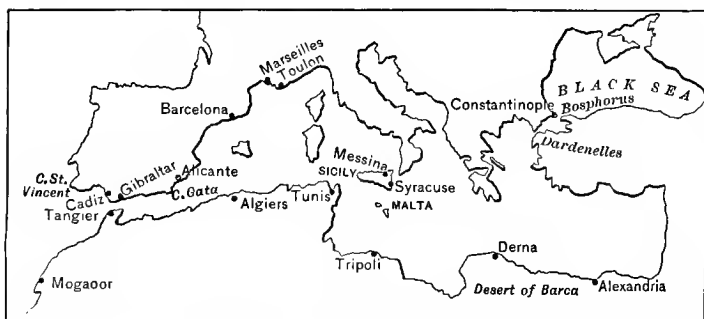 Marseilles
Toulon
BLACK SEA
Barcelona
Constantinople
Bosphorus
Dardenelles
Messina
C. St.
Vincent
Gibraltar
Alicante
SICILY
Syracuse
Cadiz
C. Gata
Tunis
MALTA
Tangier
Algiers
Derna
Tripoli
Mogaoor
Desert of Barca
Alexandria